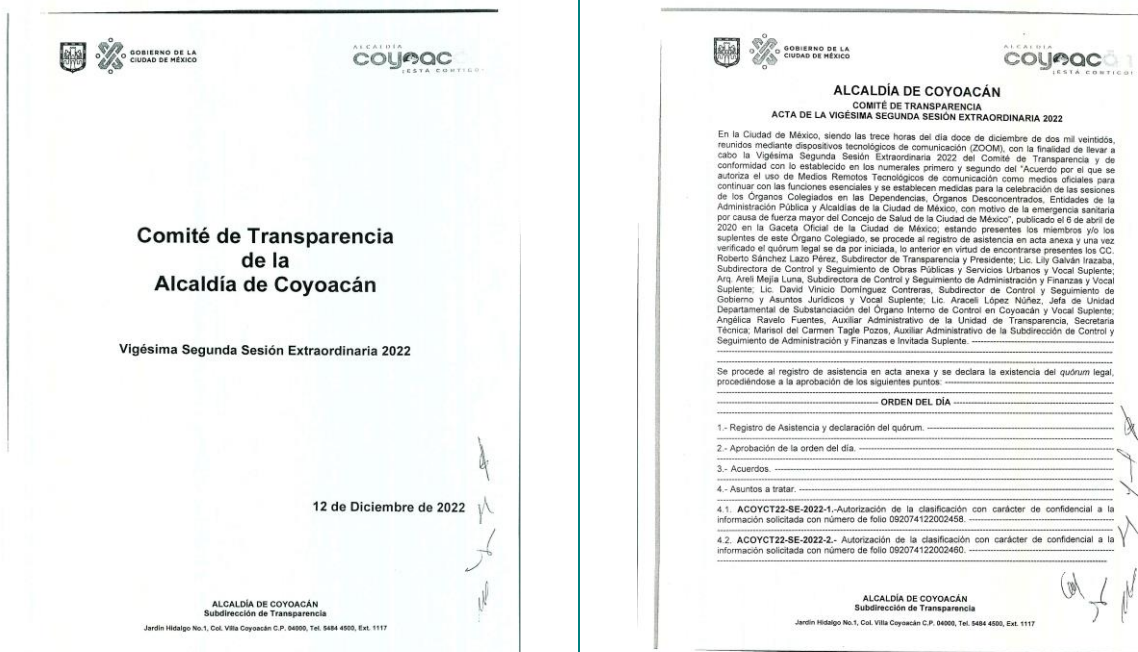 GOBIERNO DE LA
CIUDAD DE MÉXICO
ALCALDÍA
coyoac
¡ESTÁ CONTIGO!
Comité de Transparencia
de la
Alcaldía de Coyoacán
Vigésima Segunda Sesión Extraordinaria 2022
12 de Diciembre de 2022
ALCALDÍA DE COYOACÁN
Subdirección de Transparencia
Jardín Hidalgo No.1, Col. Villa Coyoacán C.P. 04000, Tel. 5484 4500, Ext. 1117
GOBIERNO DE LA
CIUDAD DE MÉXICO
ALCALDÍA
coyoacán
¡ESTÁ CONTIGO!
ALCALDÍA DE COYOACÁN
COMITÉ DE TRANSPARENCIA
ACTA DE LA VIGÉSIMA SEGUNDA SESIÓN EXTRAORDINARIA 2022
En la Ciudad de México, siendo las trece horas del día doce de diciembre de dos mil veintidós,
reunidos mediante dispositivos tecnológicos de comunicación (ZOOM), con la finalidad de llevar a
cabo la Vigésima Segunda Sesión Extraordinaria 2022 del Comité de Transparencia y de
conformidad con lo establecido en los numerales primero y segundo del "Acuerdo por el que se
autoriza el uso de Medios Remotos Tecnológicos de comunicación como medios oficiales para
continuar con las funciones esenciales y se establecen medidas para la celebración de las sesiones
de los Órganos Colegiados en las Dependencias, Órganos Desconcentrados, Entidades de la
Administración Pública y Alcaldías de la Ciudad de México, con motivo de la emergencia sanitaria
por causa de fuerza mayor del Concejo de Salud de la Ciudad de México", publicado el 6 de abril de
2020 en la Gaceta Oficial de la Ciudad de México; estando presentes los miembros y/o los
suplentes de este Órgano Colegiado, se procede al registro de asistencia en acta anexa y una vez
verificado el quórum legal se da por iniciada, lo anterior en virtud de encontrarse presentes los CC.
Roberto Sánchez Lazo Pérez, Subdirector de Transparencia y Presidente; Lic. Lily Galván Irazaba,
Subdirectora de Control y Seguimiento de Obras Públicas y Servicios Urbanos y Vocal Suplente;
Arq. Areli Mejía Luna, Subdirectora de Control y Seguimiento de Administración y Finanzas y Vocal
Suplente; Lic. David Vinicio Domínguez Contreras, Subdirector de Control y Seguimiento de
Gobierno y Asuntos Jurídicos y Vocal Suplente; Lic. Araceli López Núñez, Jefa de Unidad
Departamental de Substanciación del Órgano Interno de Control en Coyoacán y Vocal Suplente;
Angélica Ravelo Fuentes, Auxiliar Administrativo de la Unidad de Transparencia, Secretaria
Técnica; Marisol del Carmen Tagle Pozos, Auxiliar Administrativo de la Subdirección de Control y
Seguimiento de Administración y Finanzas e Invitada Suplente.
Se procede al registro de asistencia en acta anexa y se declara la existencia del quórum legal,
procediéndose a la aprobación de los siguientes puntos:
ORDEN DEL DÍA
1.- Registro de Asistencia y declaración del quórum.
2.- Aprobación de la orden del día.
3.- Acuerdos.
4.- Asuntos a tratar.
4.1. ACOYCT22-SE-2022-1.-Autorización de la clasificación con carácter de confidencial a la
información solicitada con número de folio 092074122002458.
4.2. ACOYCT22-SE-2022-2.- Autorización de la clasificación con carácter de confidencial a la
información solicitada con número de folio 092074122002460.
ALCALDÍA DE COYOACÁN
Subdirección de Transparencia
Jardín Hidalgo No.1, Col. Villa Coyoacán C.P. 04000, Tel. 5484 4500, Ext. 1117